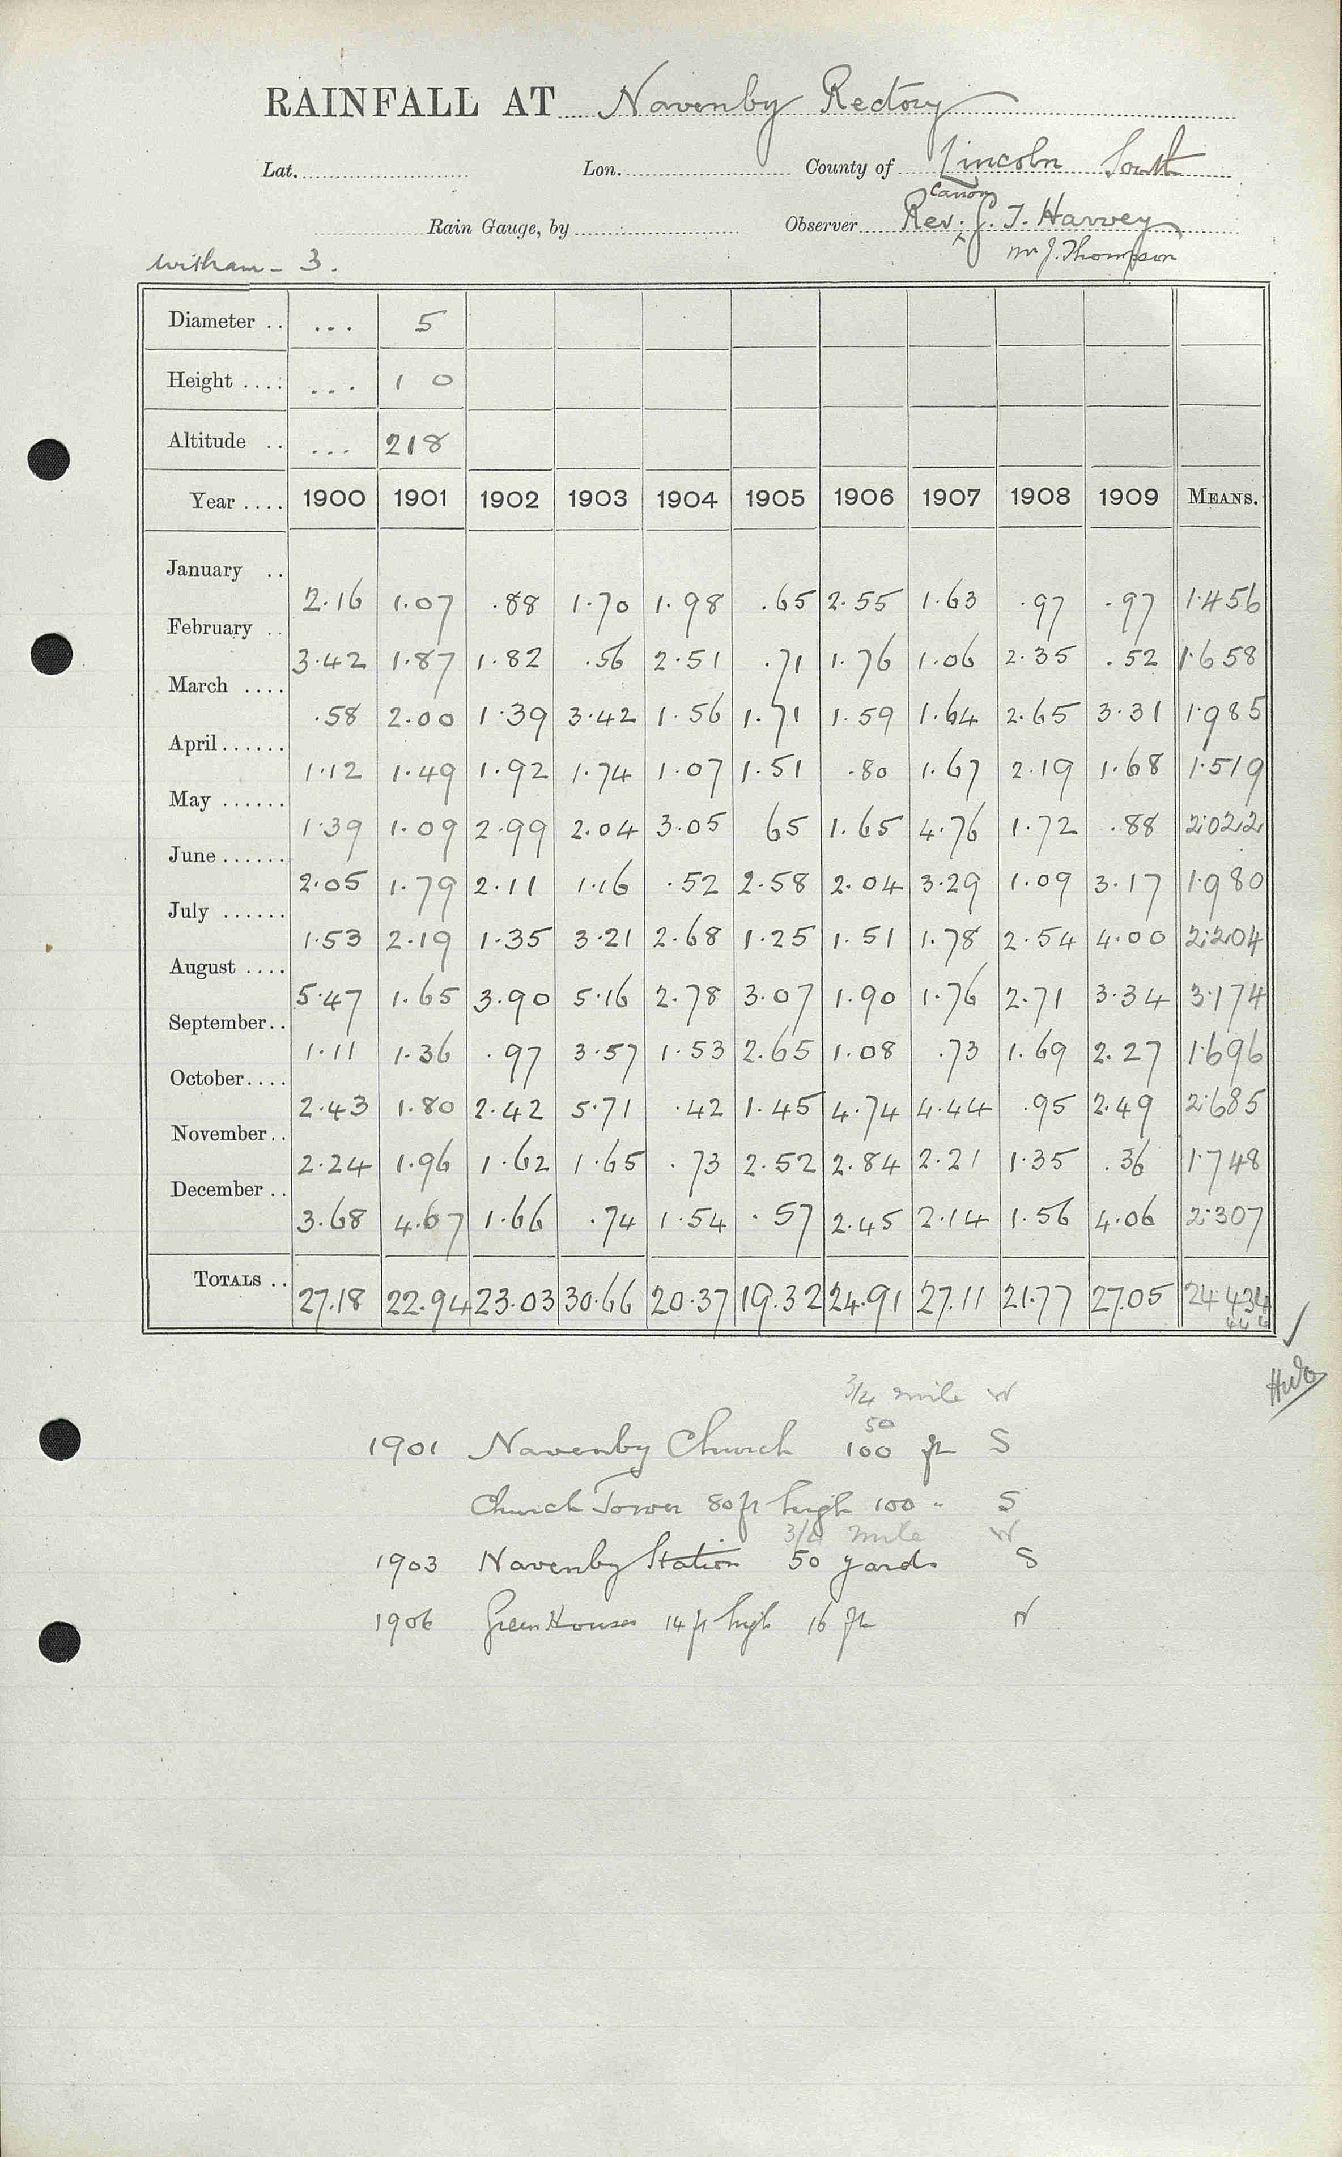 RAINFALL AT Navenby Rectory
Lat. Lon. County of Lincoln South
Canon
Rain Gauge, by Observer Rev. J. T. Harvey
Mr J. Thompson
Witham - 3.
Diameter .. ... 5
Height .... ... 1 0
Altitude .. ... 218
Year .... 1900 1901 1902 1903 1904 1905 1906 1907 1908 1909 MEANS.
January .. 2.16 1.07 .88 1.70 1.98 .65 2.55 1.63 .97 .97 1.456
February .. 3.42 1.87 1.82 .56 2.51 .71 1.76 1.06 2.35 .52 1.658
March .... .58 2.00 1.39 3.42 1.56 1.71 1.59 1.64 2.65 3.31 1.985
April ...... 1.12 1.49 1.92 1.74 1.07 1.51 .80 1.67 2.19 1.68 1.519
May ...... 1.39 1.09 2.99 2.04 3.05 65 1.65 4.76 1.72 .88 2.022
June ...... 2.05 1.79 2.11 1.16 .52 2.58 2.04 3.29 1.09 3.17 1.980
July ...... 1.53 2.19 1.35 3.21 2.68 1.25 1.51 1.78 2.54 4.00 2.204
August .... 5.47 1.65 3.90 5.16 2.78 3.07 1.90 1.76 2.71 3.34 3.174
September .. 1.11 1.36 .97 3.57 1.53 2.65 1.08 .73 1.69 2.27 1.696
October .... 2.43 1.80 2.42 5.71 .42 1.45 4.74 4.44 .95 2.49 2.685
November .. 2.24 1.96 1.62 1.65 .73 2.52 2.84 2.21 1.35 .36 1.748
December .. 3.68 4.67 1.66 .74 1.54 .57 2.45 2.14 1.56 4.06 2.307
TOTALS .. 27.18 22.94 23.03 30.66 20.37 19.32 24.91 27.11 21.77 27.05 24.434
3/4 mile W
50
1901 Navenby Church 100 ft S
Church Tower 80 ft high 100 " S
3/4 mile W
1903 Navenby Station 50 yards S
1906 Green Houses 14 ft high 16 ft N